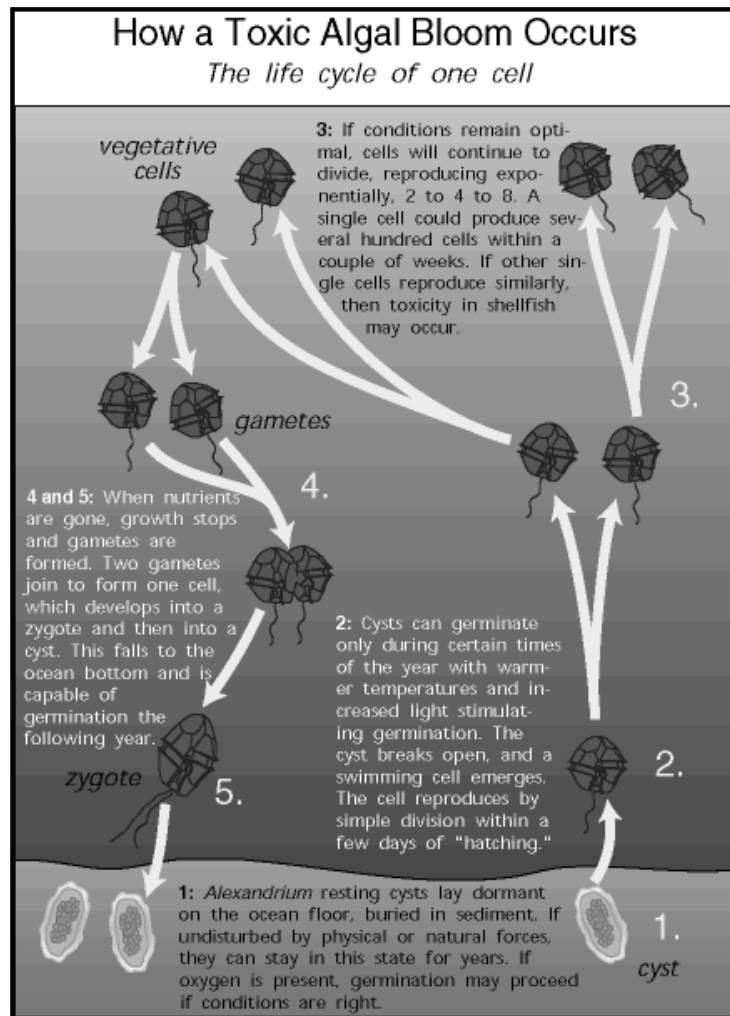 How a Toxic Algal Bloom Occurs
The life cycle of one cell
vegetative
cells
3: If conditions remain opti-
mal, cells will continue to
divide, reproducing expo-
nentially, 2 to 4 to 8. A
single cell could produce sev-
eral hundred cells within a
couple of weeks. If other sin-
gle cells reproduce similarly,
then toxicity in shellfish
may occur.
3.
gametes
4.
4 and 5: When nutrients
are gone, growth stops
and gametes are
formed. Two gametes
join to form one cell,
which develops into a
zygote and then into a
cyst. This falls to the
ocean bottom and is
capable of
germination the
following year.
2: Cysts can germinate
only during certain times
of the year with warm-
er temperatures and in-
creased light stimulat-
ing germination. The
cyst breaks open, and a
swimming cell emerges.
The cell reproduces by
simple division within a
few days of "hatching."
2.
zygote
5.
1: Alexandrium resting cysts lay dormant
on the ocean floor, buried in sediment. If
undisturbed by physical or natural forces,
they can stay in this state for years. If
oxygen is present, germination may proceed
if conditions are right.
1.
cyst